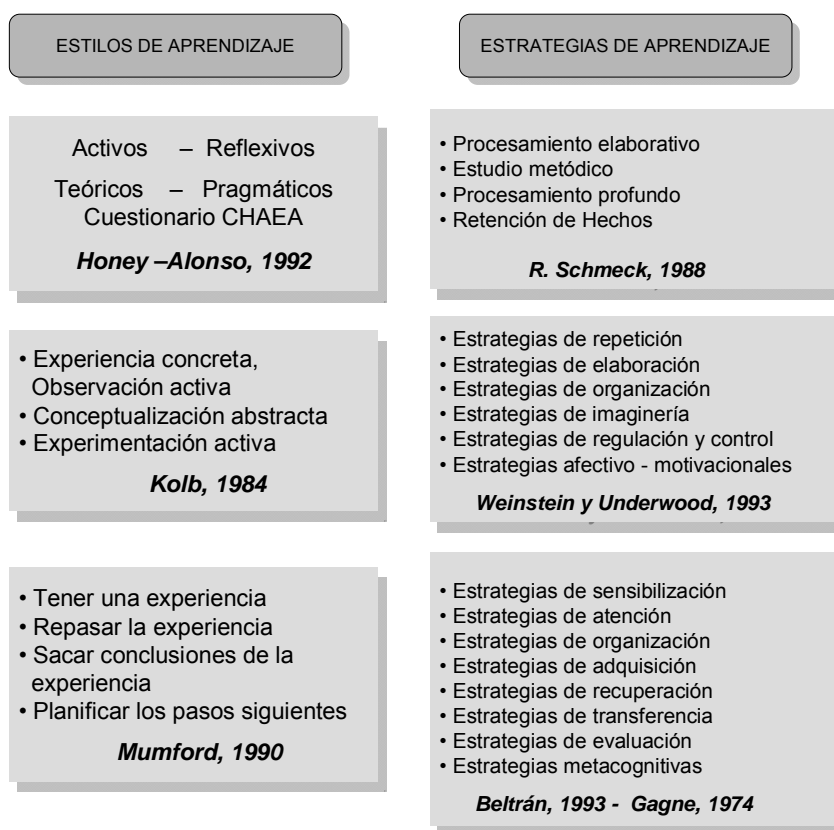 ESTILOS DE APRENDIZAJE
Activos – Reflexivos
Teóricos – Pragmáticos
Cuestionario CHAEA
Honey –Alonso, 1992
• Experiencia concreta,
Observación activa
• Conceptualización abstracta
• Experimentación activa
Kolb, 1984
• Tener una experiencia
• Repasar la experiencia
• Sacar conclusiones de la
experiencia
• Planificar los pasos siguientes
Mumford, 1990
ESTRATEGIAS DE APRENDIZAJE
• Procesamiento elaborativo
• Estudio metódico
• Procesamiento profundo
• Retención de Hechos
R. Schmeck, 1988
• Estrategias de repetición
• Estrategias de elaboración
• Estrategias de organización
• Estrategias de imaginería
• Estrategias de regulación y control
• Estrategias afectivo - motivacionales
Weinstein y Underwood, 1993
• Estrategias de sensibilización
• Estrategias de atención
• Estrategias de organización
• Estrategias de adquisición
• Estrategias de recuperación
• Estrategias de transferencia
• Estrategias de evaluación
• Estrategias metacognitivas
Beltrán, 1993 - Gagne, 1974